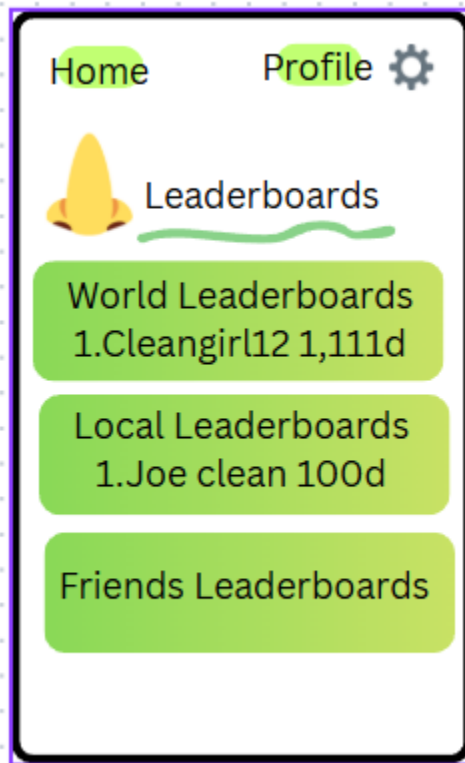 Home
Profile
Leaderboards
World Leaderboards
1.Cleangirl12 1,111d
Local Leaderboards
1.Joe clean 100d
Friends Leaderboards